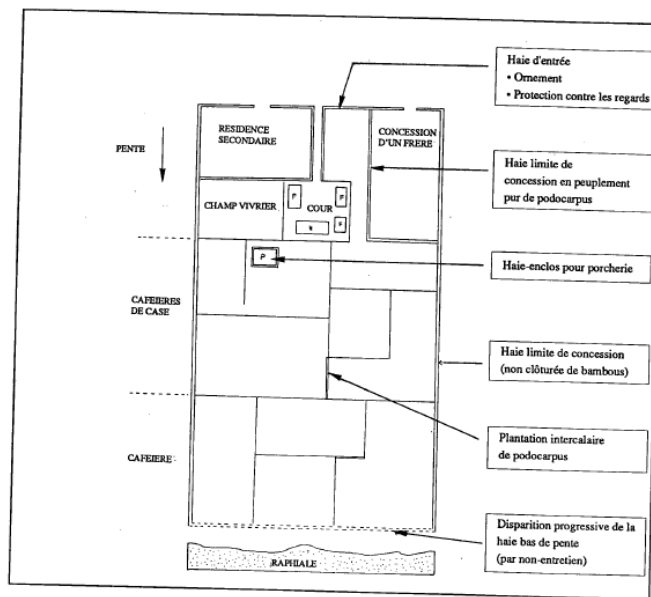 Haie d'entrée
• Ornement
• Protection contre les regards
RESIDENCE
SECONDAIRE
CONCESSION
D'UN FRERE
PENTE
Haie limite de
concession en peuplement
pur de podocarpus
CHAMP VIVRIER
COUR
F
F
F
P
Haie-enclos pour porcherie
CAFEIERES
DE CASE
Haie limite de concession
(non clôturée de bambous)
Plantation intercalaire
de podocarpus
CAFEIERE
Disparition progressive de la
haie bas de pente
(par non-entretien)
RAPHIALE